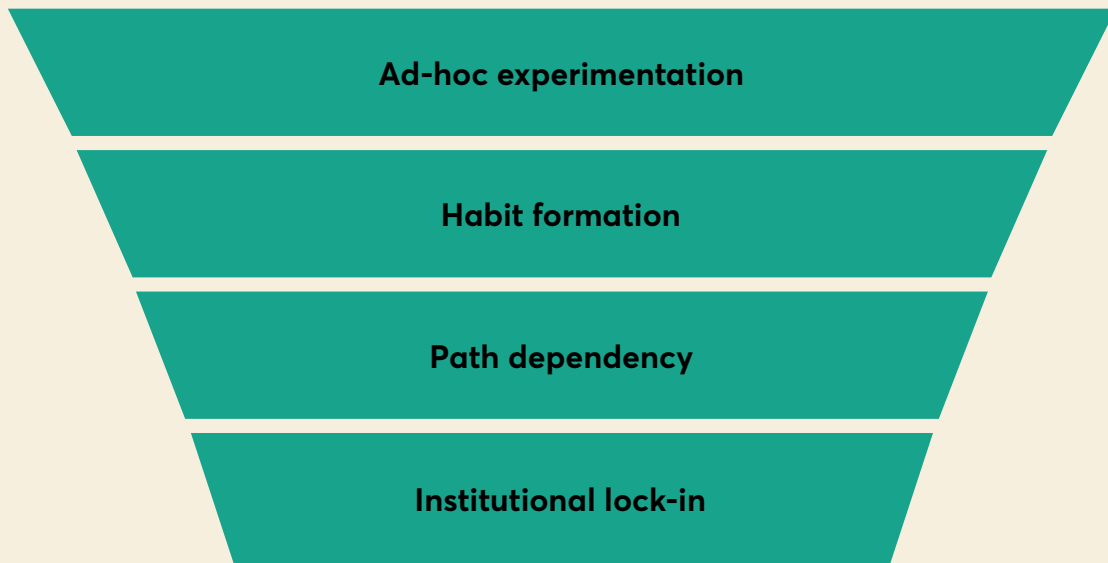 Ad-hoc experimentation
Habit formation
Path dependency
Institutional lock-in